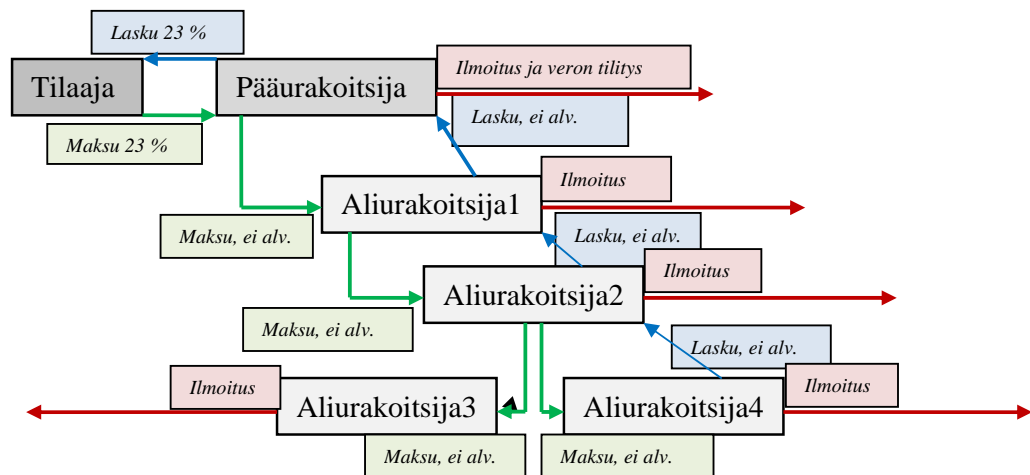 Lasku 23 %
Tilaaja
Pääurakoitsija
Ilmoitus ja veron tilitys
Maksu 23 %
Lasku, ei alv.
Aliurakoitsija1
Ilmoitus
Maksu, ei alv.
Lasku, ei alv.
Aliurakoitsija2
Ilmoitus
Maksu, ei alv.
Lasku, ei alv.
Ilmoitus
Aliurakoitsija3
Aliurakoitsija4
Ilmoitus
Maksu, ei alv.
Maksu, ei alv.